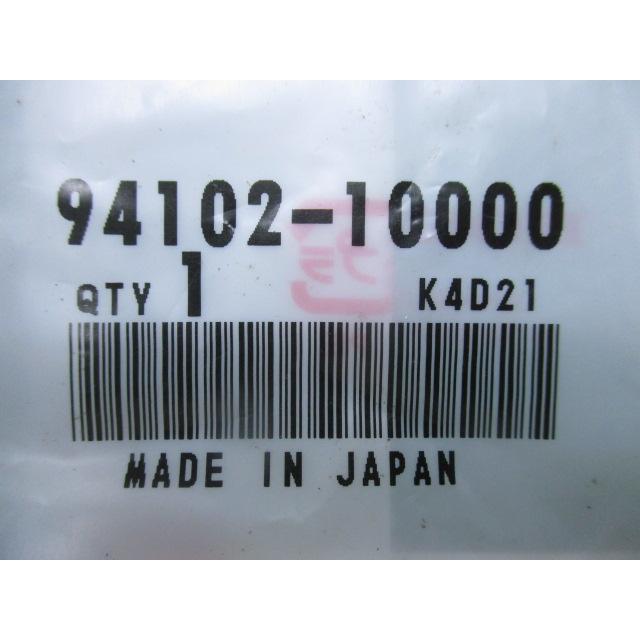 94102-10000
QTY 1 K4D21
MADE IN JAPAN